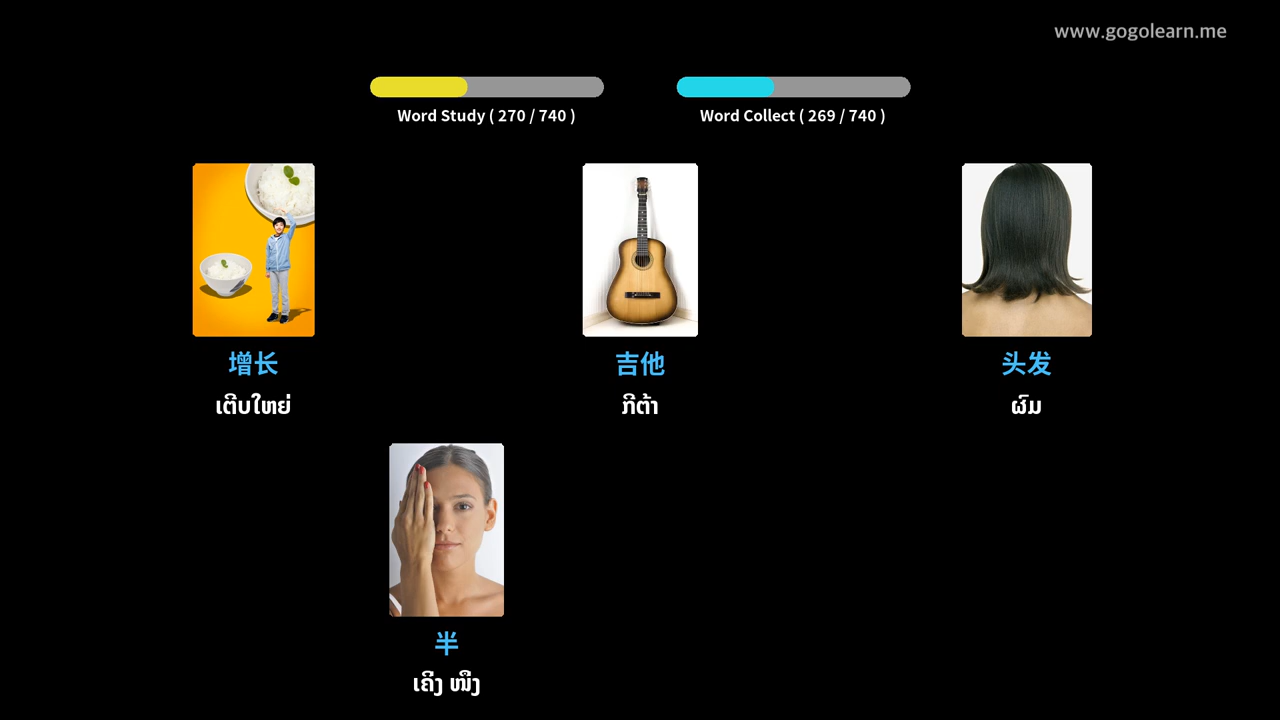 www.gogolearn.me
Word Study ( 270 / 740 )
Word Collect ( 269 / 740 )
增长
ເຕີບໃຫຍ່
吉他
ກີຕ້າ
头发
ຜົມ
半
ເຄິງ ໜຶງ